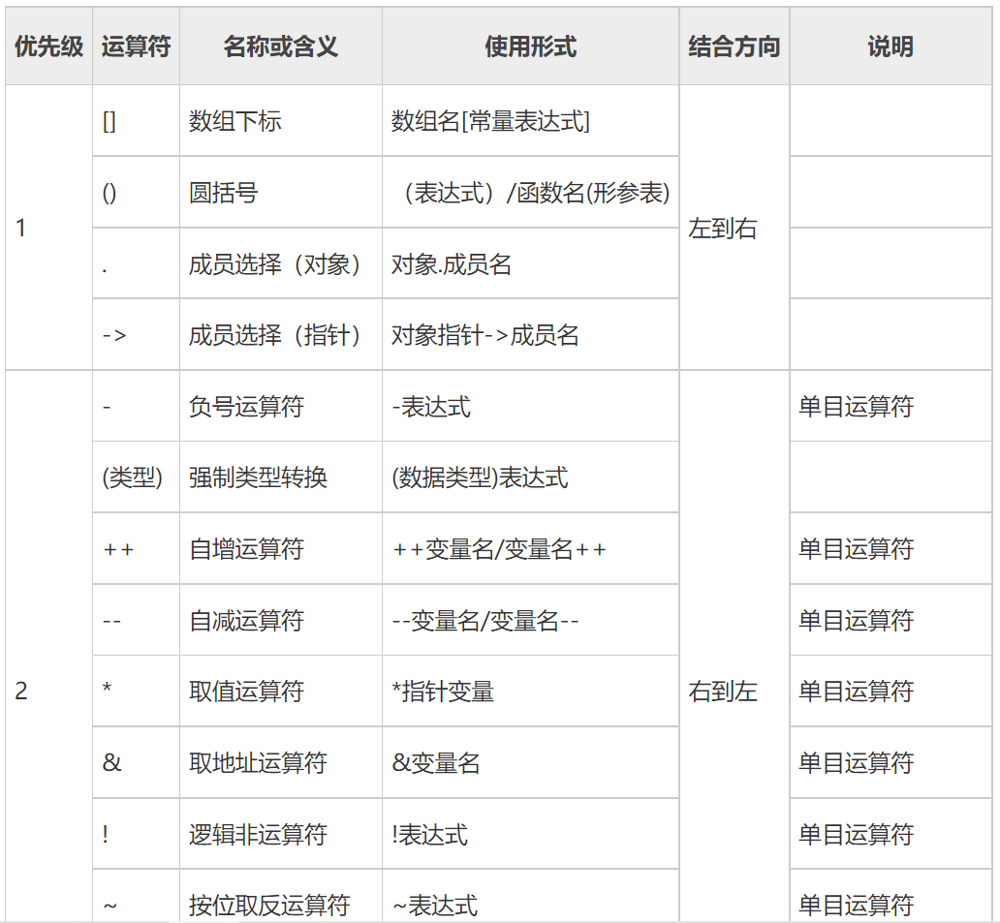 优先级 运算符 名称或含义 使用形式 结合方向 说明
[] 数组下标 数组名[常量表达式]
() 圆括号 （表达式）/函数名(形参表)
1 左到右
. 成员选择（对象） 对象.成员名
-> 成员选择（指针） 对象指针->成员名
- 负号运算符 -表达式 单目运算符
(类型) 强制类型转换 (数据类型)表达式
++ 自增运算符 ++变量名/变量名++ 单目运算符
-- 自减运算符 --变量名/变量名-- 单目运算符
2 * 取值运算符 *指针变量 右到左 单目运算符
& 取地址运算符 &变量名 单目运算符
! 逻辑非运算符 !表达式 单目运算符
~ 按位取反运算符 ~表达式 单目运算符